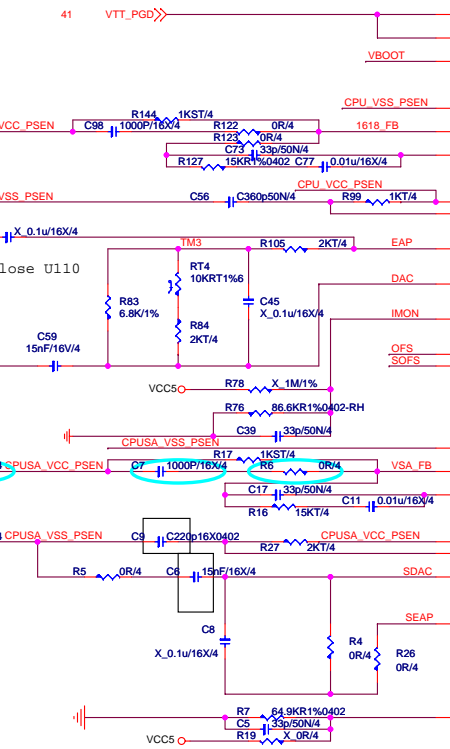 41 VTT_PGD
VBOOT
CPU_VSS_PSEN
R144 1KST/4
VCC_PSEN C98 1000P/16X/4 R122 0R/4 1618_FB
R123 0R/4
C73 33p/50N/4
R127 15KR1%0402 C77 0.01u/16X/4
CPU_VCC_PSEN
VSS_PSEN C56 C360p50N/4 R99 1KT/4
X_0.1u/16X/4
TM3 R105 2KT/4 EAP
lose U110
RT4
10KRT1%6
DAC
R83
6.8K/1%
C45
X_0.1u/16X/4
IMON
R84
2KT/4
C59
15nF/16V/4
OFS
SOFS
VCC5 R78 X_1M/1%
R76 86.6KR1%0402-RH
C39 33p/50N/4
CPUSA_VSS_PSEN
R17 1KST/4
CPUSA_VCC_PSEN C7 1000P/16X/4 R6 0R/4 VSA_FB
C17 33p/50N/4
C11 0.01u/16X/4
R16 15KT/4
CPUSA_VSS_PSEN C9 C220p16X0402 CPUSA_VCC_PSEN
R27 2KT/4
R5 0R/4 C6 15nF/16X/4 SDAC
SEAP
C8
X_0.1u/16X/4
R4
0R/4
R26
0R/4
R7 64.9KR1%0402
C5 33p/50N/4
VCC5 R19 X_0R/4